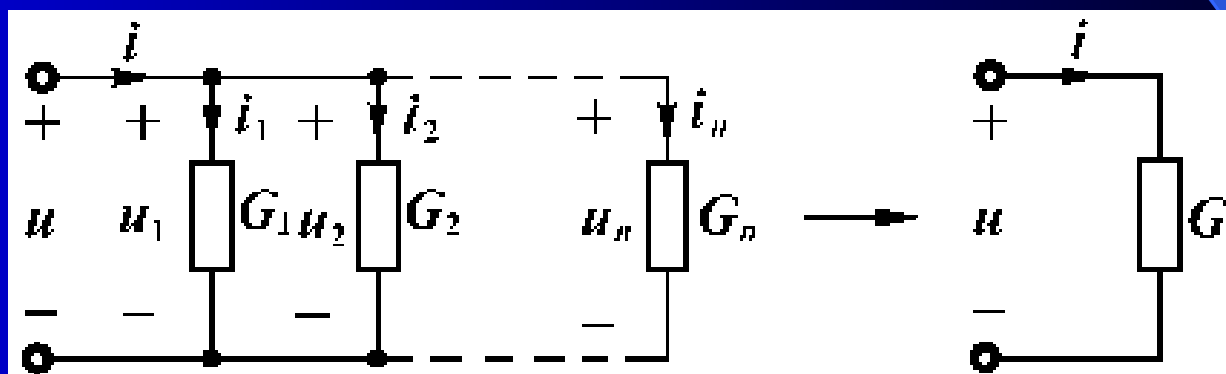 i i
+ + i₁ + i₂ + iₙ +
u u₁ G₁ u₂ G₂ uₙ Gₙ u G
− − − − −